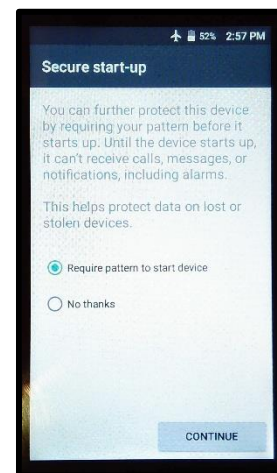 52% 2:57 PM
Secure start-up
You can further protect this device
by requiring your pattern before it
starts up. Until the device starts up,
it can't receive calls, messages, or
notifications, including alarms.
This helps protect data on lost or
stolen devices.
Require pattern to start device
No thanks
CONTINUE